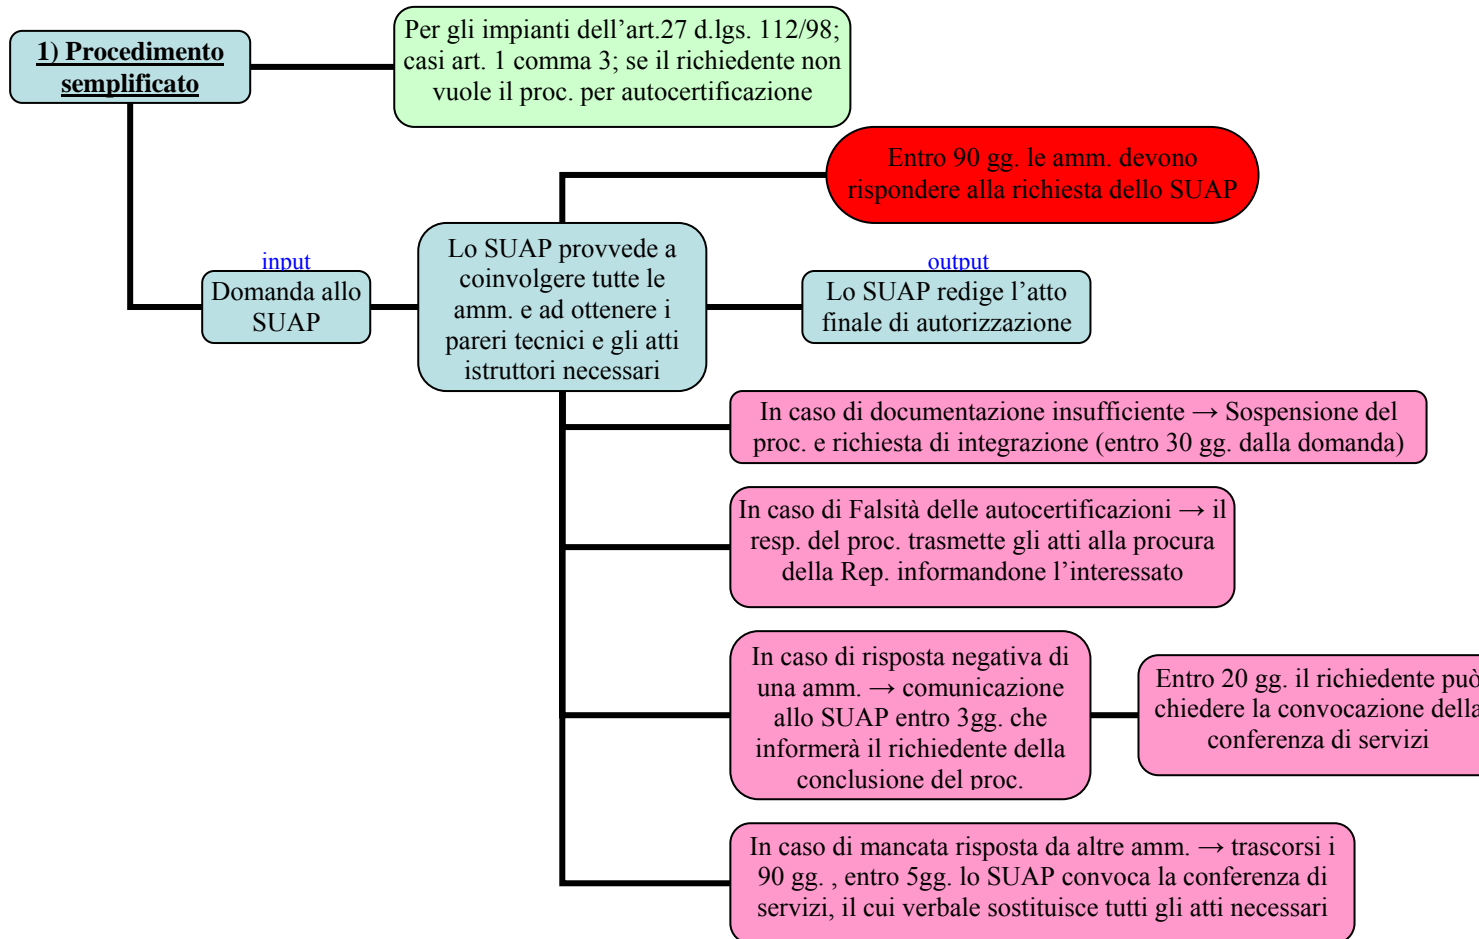 1) Procedimento
semplificato
Per gli impianti dell’art.27 d.lgs. 112/98;
casi art. 1 comma 3; se il richiedente non
vuole il proc. per autocertificazione
Entro 90 gg. le amm. devono
rispondere alla richiesta dello SUAP
input
Domanda allo
SUAP
Lo SUAP provvede a
coinvolgere tutte le
amm. e ad ottenere i
pareri tecnici e gli atti
istruttori necessari
output
Lo SUAP redige l’atto
finale di autorizzazione
In caso di documentazione insufficiente → Sospensione del
proc. e richiesta di integrazione (entro 30 gg. dalla domanda)
In caso di Falsità delle autocertificazioni → il
resp. del proc. trasmette gli atti alla procura
della Rep. informandone l’interessato
In caso di risposta negativa di
una amm. → comunicazione
allo SUAP entro 3gg. che
informerà il richiedente della
conclusione del proc.
Entro 20 gg. il richiedente può
chiedere la convocazione della
conferenza di servizi
In caso di mancata risposta da altre amm. → trascorsi i
90 gg. , entro 5gg. lo SUAP convoca la conferenza di
servizi, il cui verbale sostituisce tutti gli atti necessari